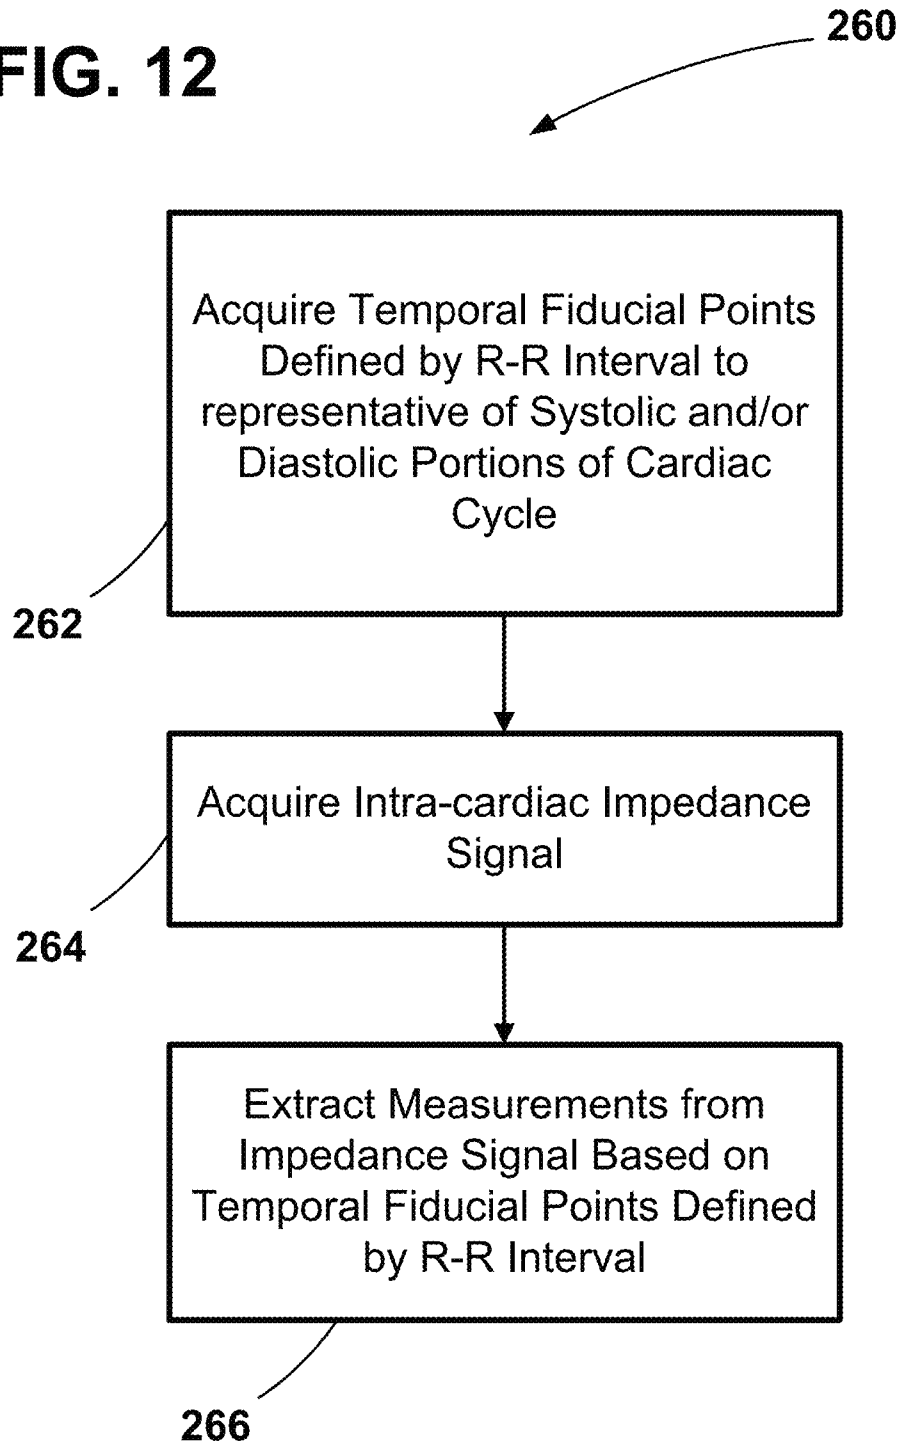 260
FIG. 12
Acquire Temporal Fiducial Points
Defined by R-R Interval to
representative of Systolic and/or
Diastolic Portions of Cardiac
Cycle
262
Acquire Intra-cardiac Impedance
Signal
264
Extract Measurements from
Impedance Signal Based on
Temporal Fiducial Points Defined
by R-R Interval
266